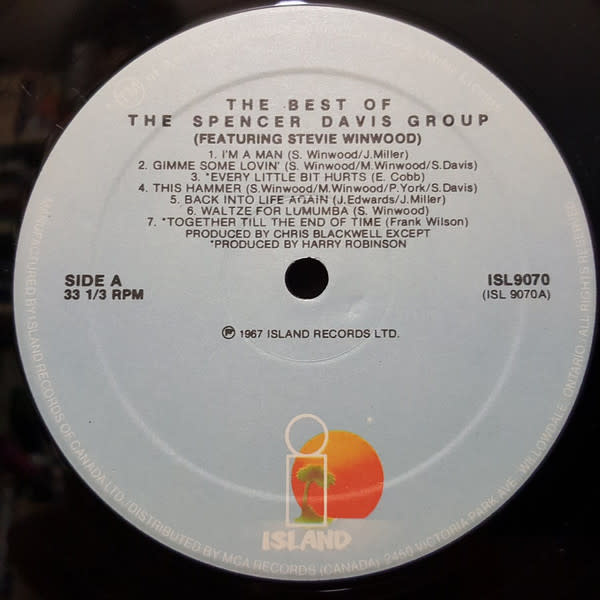 THE BEST OF
THE SPENCER DAVIS GROUP
(FEATURING STEVIE WINWOOD)
1. I'M A MAN (S. Winwood/J.Miller)
2. GIMME SOME LOVIN' (S. Winwood/M.Winwood/S.Davis)
3. *EVERY LITTLE BIT HURTS (E. Cobb)
4. THIS HAMMER (S.Winwood/M.Winwood/P.York/S.Davis)
5. BACK INTO LIFE AGAIN (J.Edwards/J.Miller)
6. WALTZE FOR LUMUMBA (S. Winwood)
7. *TOGETHER TILL THE END OF TIME (Frank Wilson)
PRODUCED BY CHRIS BLACKWELL EXCEPT
*PRODUCED BY HARRY ROBINSON
SIDE A
33 1/3 RPM
ISL9070
(ISL 9070A)
℗ 1967 ISLAND RECORDS LTD.
i
ISLAND
MANUFACTURED BY ISLAND RECORDS OF CANADA LTD./DISTRIBUTED BY MCA RECORDS (CANADA) 2450 VICTORIA PARK AVE. WILLOWDALE, ONTARIO./ALL RIGHTS RESERVED